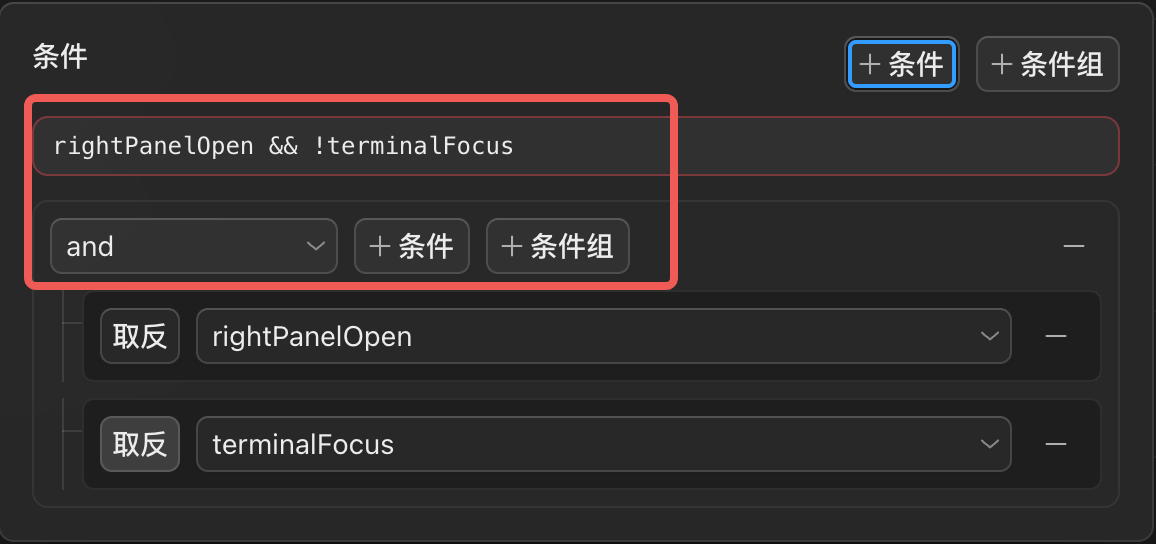 条件
+ 条件
+ 条件组
rightPanelOpen && !terminalFocus
and
+ 条件
+ 条件组
取反
rightPanelOpen
取反
terminalFocus